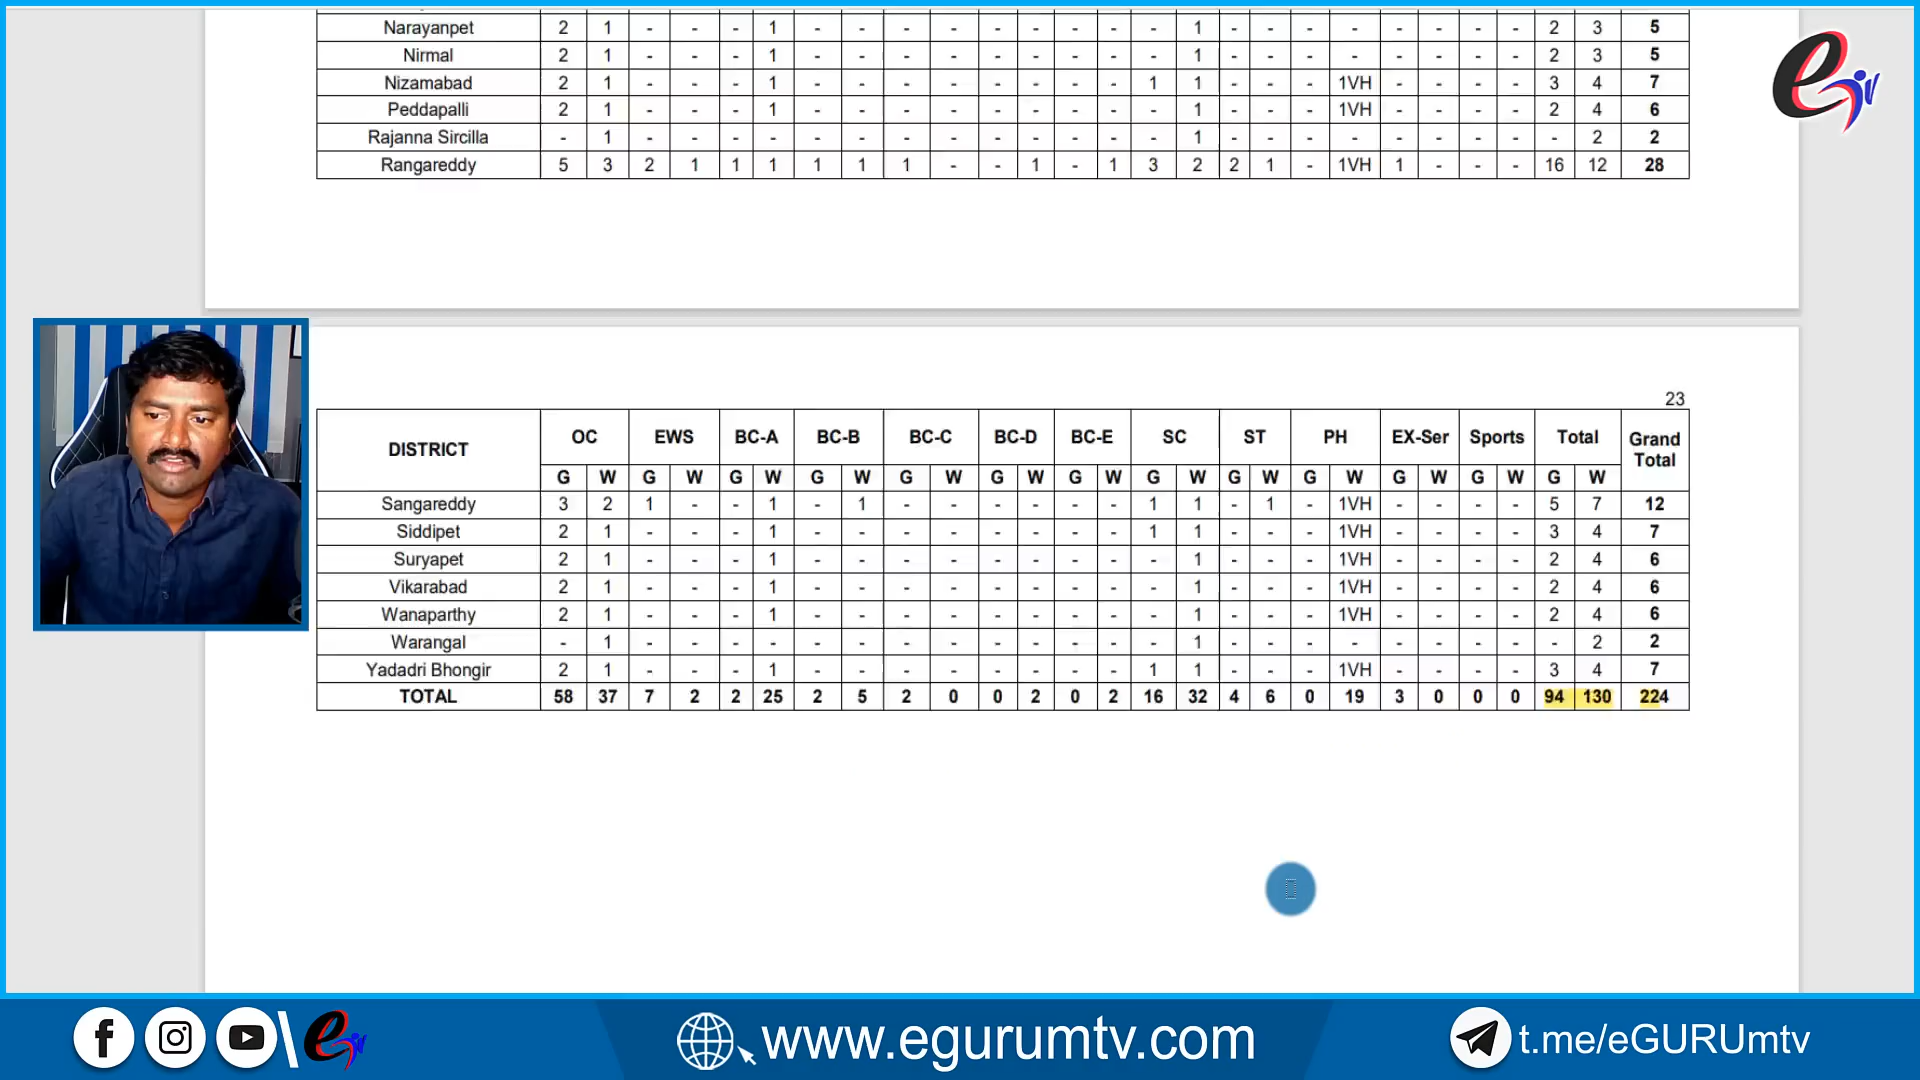 Narayanpet 2 1 - - - 1 - - - - - - - - - 1 - - - - - - - - 2 3 5
Nirmal 2 1 - - - 1 - - - - - - - - - 1 - - - - - - - - 2 3 5
Nizamabad 2 1 - - - 1 - - - - - - - - 1 1 - - - 1VH - - - - 3 4 7
Peddapalli 2 1 - - - 1 - - - - - - - - - 1 - - - 1VH - - - - 2 4 6
Rajanna Sircilla - 1 - - - - - - - - - - - - - 1 - - - - - - - - - 2 2
Rangareddy 5 3 2 1 1 1 1 1 1 - - 1 - 1 3 2 2 1 - 1VH 1 - - - 16 12 28
23
DISTRICT OC EWS BC-A BC-B BC-C BC-D BC-E SC ST PH EX-Ser Sports Total Grand Total
G W G W G W G W G W G W G W G W G W G W G W G W G W
Sangareddy 3 2 1 - - 1 - 1 - - - - - - 1 1 - 1 - 1VH - - - - 5 7 12
Siddipet 2 1 - - - 1 - - - - - - - - 1 1 - - - 1VH - - - - 3 4 7
Suryapet 2 1 - - - 1 - - - - - - - - - 1 - - - 1VH - - - - 2 4 6
Vikarabad 2 1 - - - 1 - - - - - - - - - 1 - - - 1VH - - - - 2 4 6
Wanaparthy 2 1 - - - 1 - - - - - - - - - 1 - - - 1VH - - - - 2 4 6
Warangal - 1 - - - - - - - - - - - - - 1 - - - - - - - - - 2 2
Yadadri Bhongir 2 1 - - - 1 - - - - - - - - 1 1 - - - 1VH - - - - 3 4 7
TOTAL 58 37 7 2 2 25 2 5 2 0 0 2 0 2 16 32 4 6 0 19 3 0 0 0 94 130 224
www.egurumtv.com
t.me/eGURUmtv